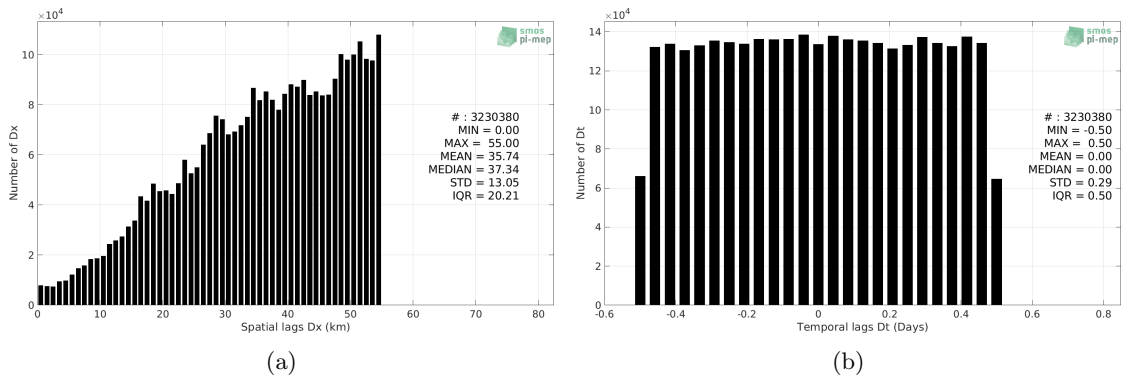 ×10⁴
10
8
6
4
2
0
0 10 20 30 40 50 60 70 80
Number of Dx
Spatial lags Dx (km)
smos
pi-mep
# : 3230380
MIN = 0.00
MAX = 55.00
MEAN = 35.74
MEDIAN = 37.34
STD = 13.05
IQR = 20.21
(a)
×10⁴
14
12
10
8
6
4
2
0
-0.6 -0.4 -0.2 0 0.2 0.4 0.6 0.8
Number of Dt
Temporal lags Dt (Days)
smos
pi-mep
# : 3230380
MIN = -0.50
MAX = 0.50
MEAN = 0.00
MEDIAN = 0.00
STD = 0.29
IQR = 0.50
(b)